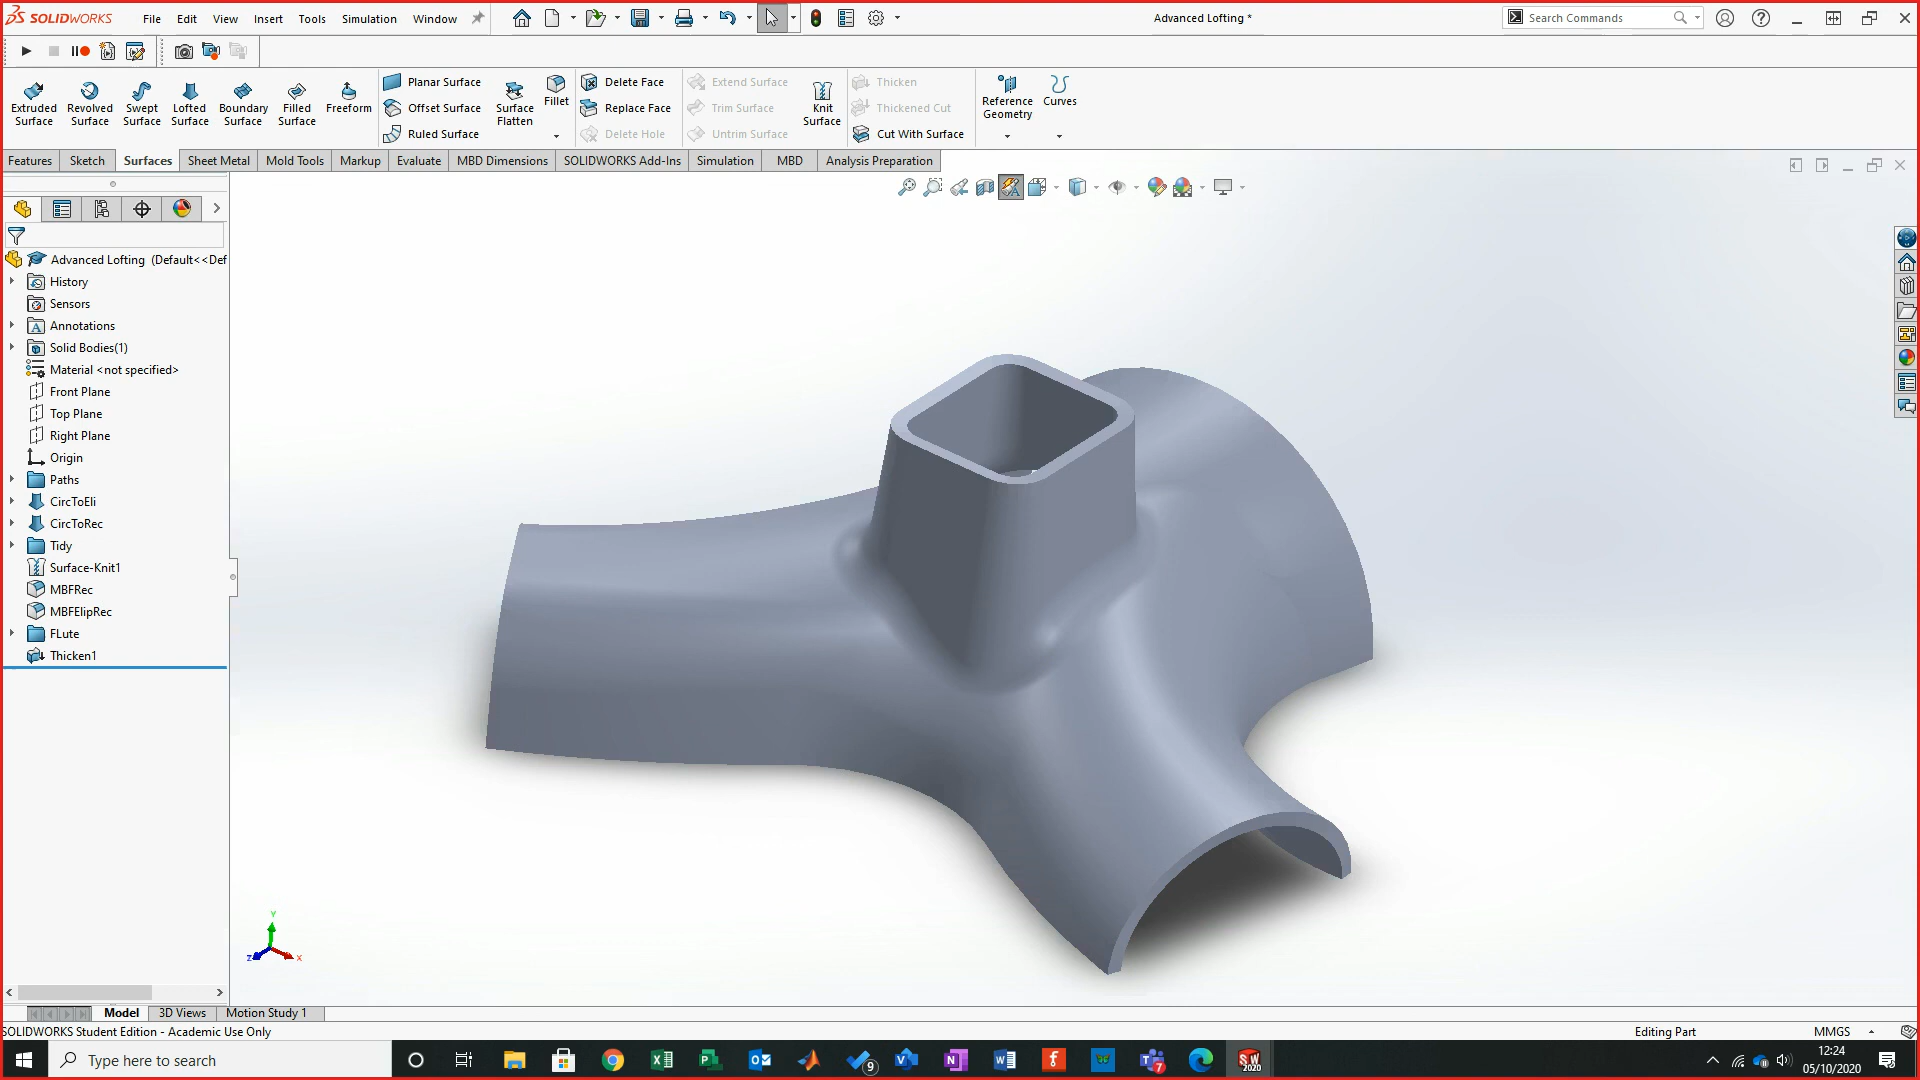 SOLIDWORKS File Edit View Insert Tools Simulation Window Advanced Lofting * Search Commands
Extruded Surface Revolved Surface Swept Surface Lofted Surface Boundary Surface Filled Surface Freeform
Planar Surface
Offset Surface
Ruled Surface
Surface Flatten
Fillet
Delete Face
Replace Face
Delete Hole
Extend Surface
Trim Surface
Untrim Surface
Knit Surface
Thicken
Thickened Cut
Cut With Surface
Reference Geometry
Curves
Features Sketch Surfaces Sheet Metal Mold Tools Markup Evaluate MBD Dimensions SOLIDWORKS Add-Ins Simulation MBD Analysis Preparation
Advanced Lofting (Default<<Def
History
Sensors
Annotations
Solid Bodies(1)
Material <not specified>
Front Plane
Top Plane
Right Plane
Origin
Paths
CircToEli
CircToRec
Tidy
Surface-Knit1
MBFRec
MBFElipRec
FLute
Thicken1
Y
Z X
Model 3D Views Motion Study 1
SOLIDWORKS Student Edition - Academic Use Only Editing Part MMGS
Type here to search
9
7
SW 2020
12:24
05/10/2020